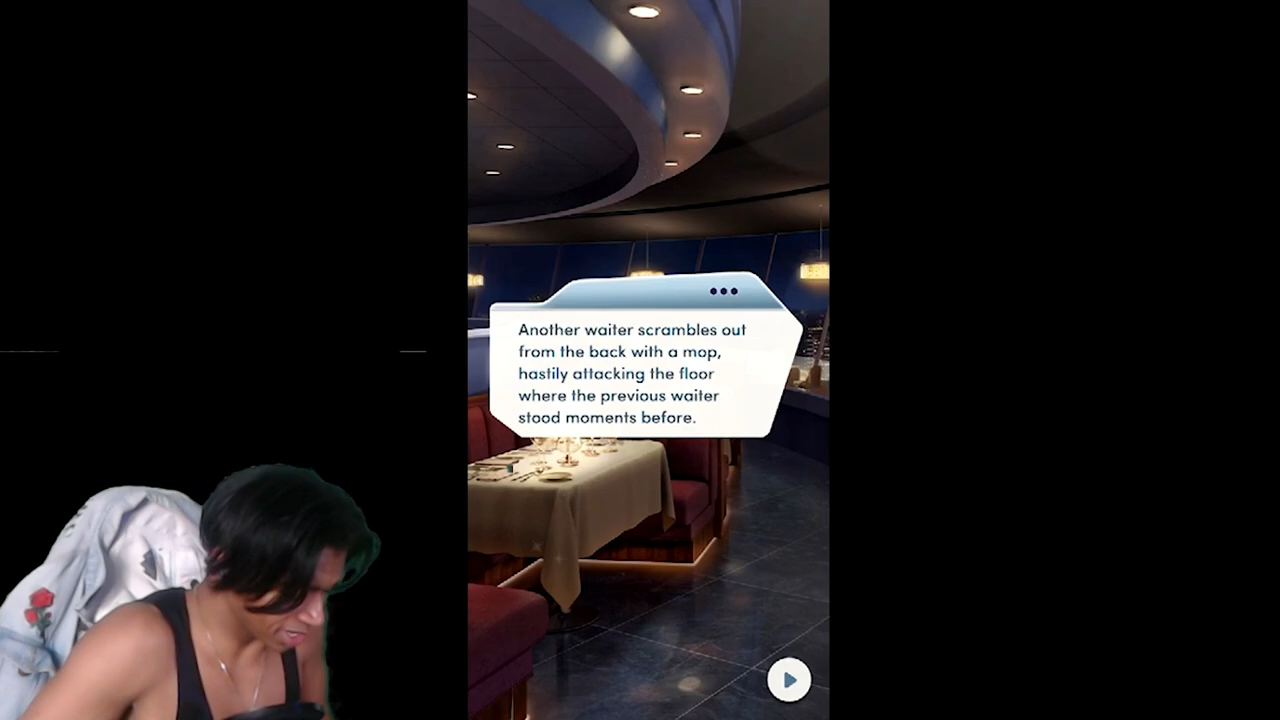 Another waiter scrambles out
from the back with a mop,
hastily attacking the floor
where the previous waiter
stood moments before.